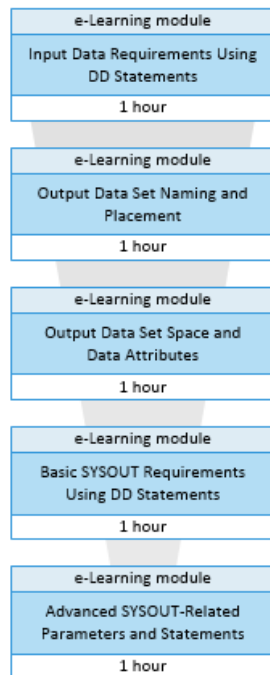 e-Learning module
Input Data Requirements Using
DD Statements
1 hour
e-Learning module
Output Data Set Naming and
Placement
1 hour
e-Learning module
Output Data Set Space and
Data Attributes
1 hour
e-Learning module
Basic SYSOUT Requirements
Using DD Statements
1 hour
e-Learning module
Advanced SYSOUT-Related
Parameters and Statements
1 hour